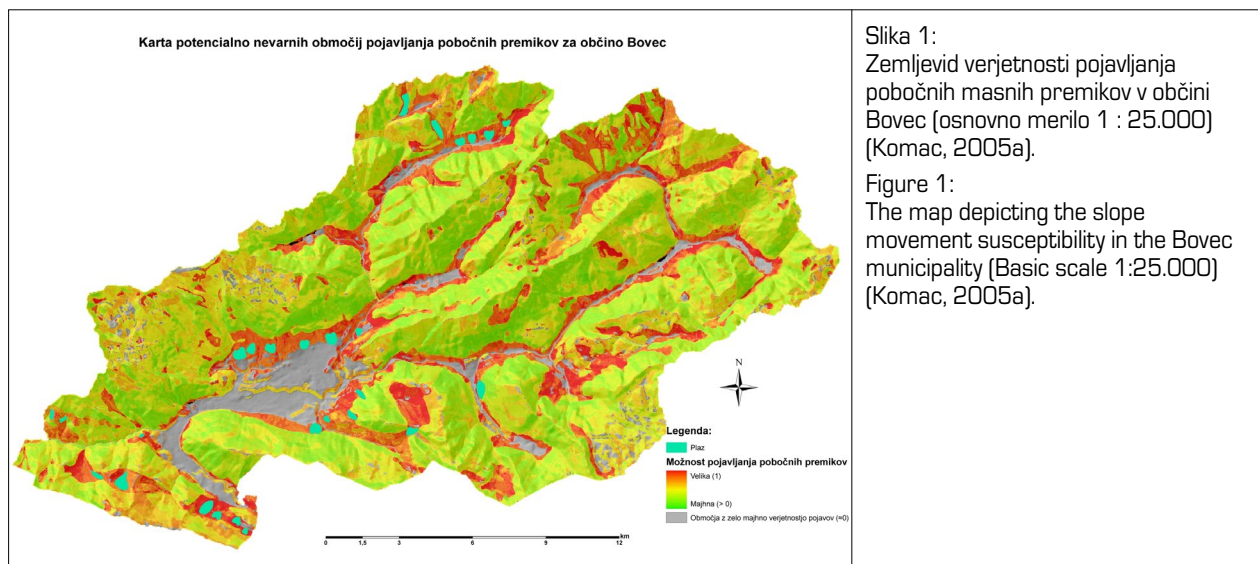 Karta potencialno nevarnih območij pojavljanja pobočnih premikov za občino Bovec
N
Legenda:
Plaz
Možnost pojavljanja pobočnih premikov
Velika (1)
Majhna (> 0)
Območja z zelo majhno verjetnostjo pojavov (=0)
km
0 1,5 3 6 9 12
Slika 1:
Zemljevid verjetnosti pojavljanja
pobočnih masnih premikov v občini
Bovec (osnovno merilo 1 : 25.000)
(Komac, 2005a).
Figure 1:
The map depicting the slope
movement susceptibility in the Bovec
municipality (Basic scale 1:25.000)
(Komac, 2005a).